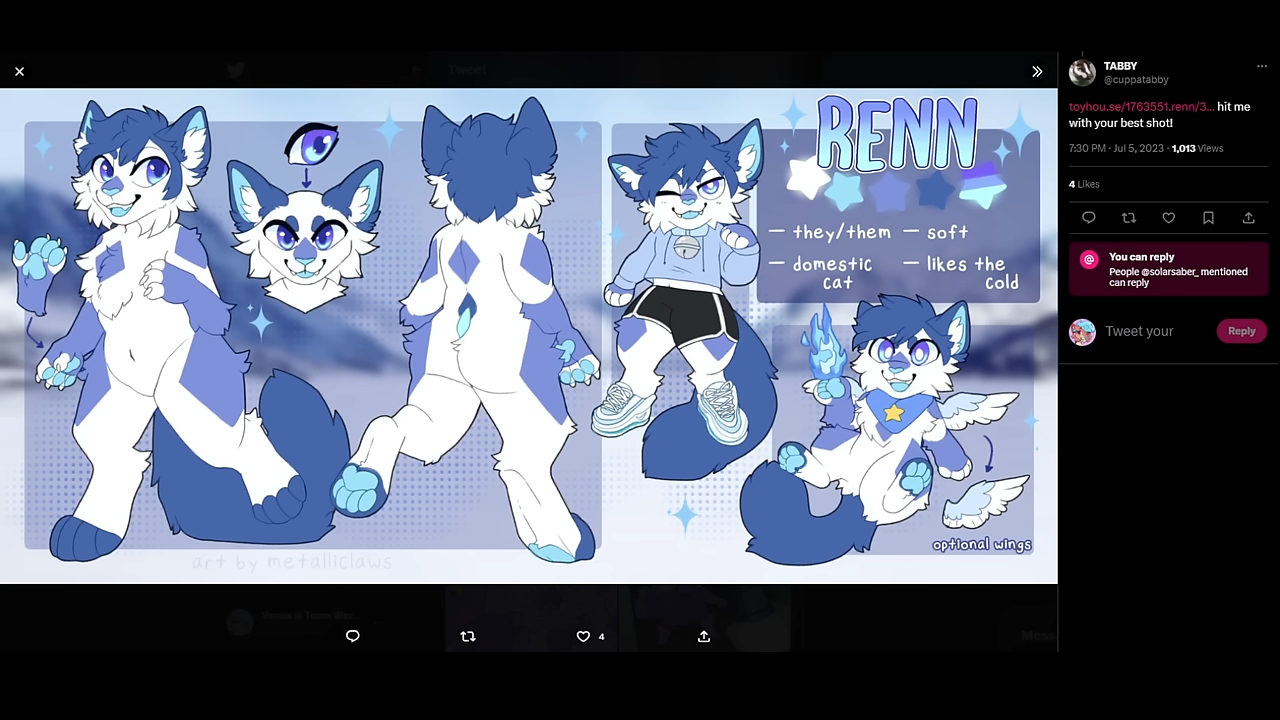 Tweet
RENN
— they/them — soft
— domestic cat — likes the cold
optional wings
art by metalliclaws
4
TABBY
@cuppatabby
toyhou.se/1763551.renn/3... hit me
with your best shot!
7:30 PM · Jul 5, 2023 · 1,013 Views
4 Likes
@
You can reply
People @solarsaber_ mentioned
can reply
Tweet your
Reply